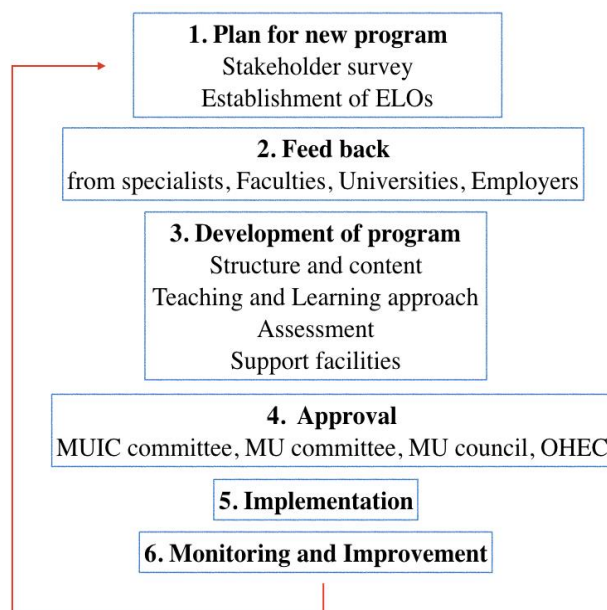 1. Plan for new program
Stakeholder survey
Establishment of ELOs
2. Feed back
from specialists, Faculties, Universities, Employers
3. Development of program
Structure and content
Teaching and Learning approach
Assessment
Support facilities
4. Approval
MUIC committee, MU committee, MU council, OHEC
5. Implementation
6. Monitoring and Improvement